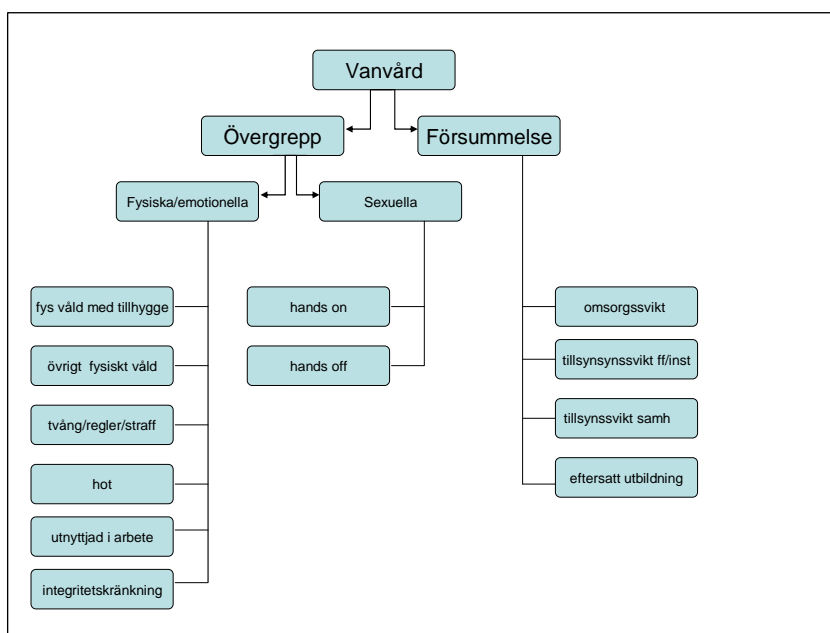 Vanvård
Övergrepp
Försummelse
Fysiska/emotionella
Sexuella
fys våld med tillhygge
övrigt  fysiskt våld
tvång/regler/straff
hot
utnyttjad i arbete
integritetskränkning
hands on
hands off
omsorgssvikt
tillsynsynssvikt ff/inst
tillsynssvikt samh
eftersatt utbildning